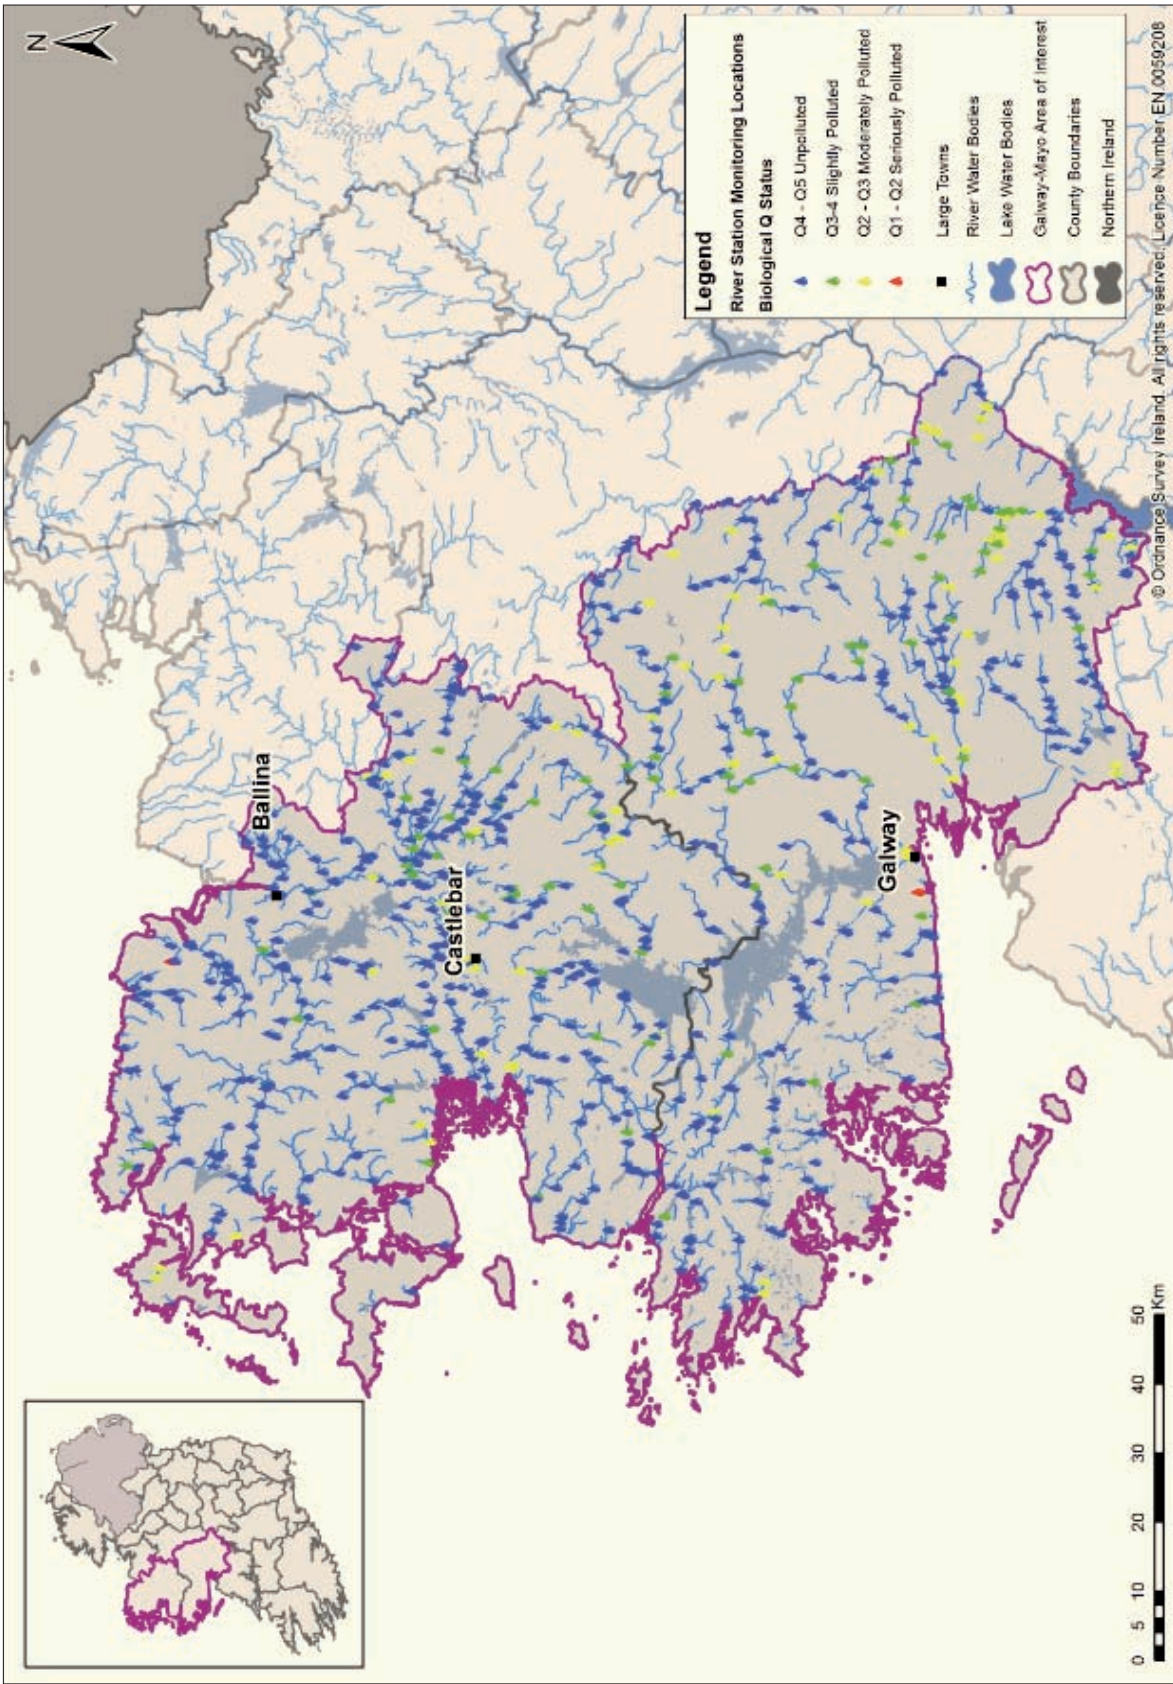 N
Ballina
Castlebar
Galway
Legend
River Station Monitoring Locations
Biological Q Status
Q4 - Q5 Unpolluted
Q3-4 Slightly Polluted
Q2 - Q3 Moderately Polluted
Q1 - Q2 Seriously Polluted
Large Towns
River Water Bodies
Lake Water Bodies
Galway-Mayo Area of Interest
County Boundaries
Northern Ireland
0 5 10 20 30 40 50
Km
© Ordnance Survey Ireland. All rights reserved. Licence Number EN 0059208